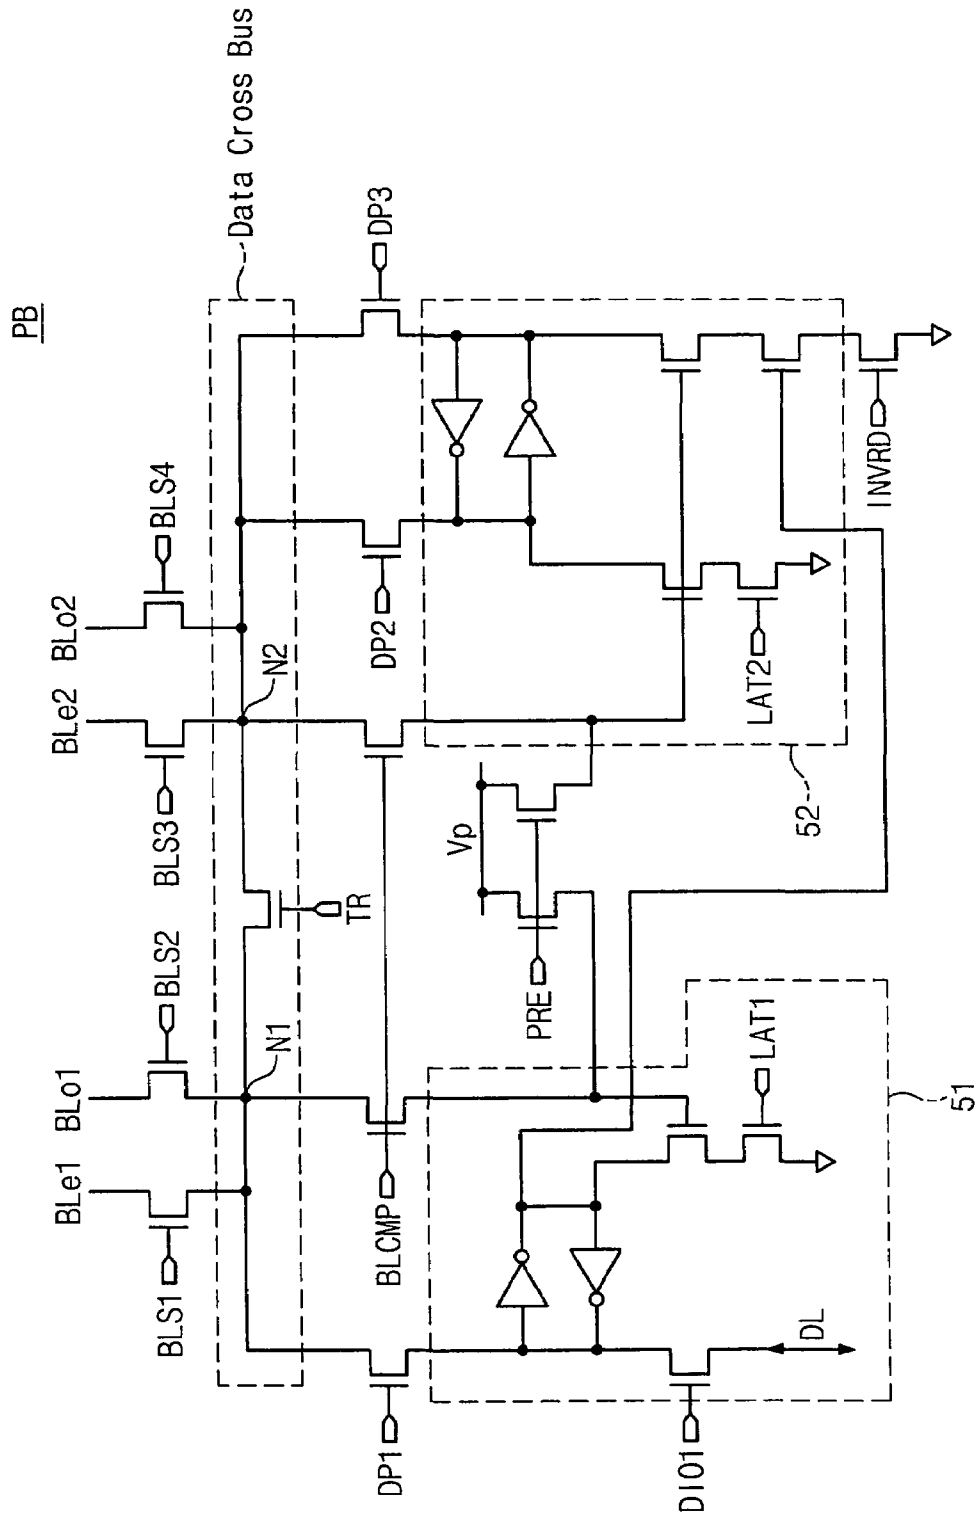 PB
Data Cross Bus
BLe1
BLo1
BLe2
BLo2
BLS1
BLS2
BLS3
BLS4
N1
N2
TR
DP1
BLCMP
DP2
DP3
Vp
PRE
DIO1
DL
LAT1
LAT2
INVRD
51
52